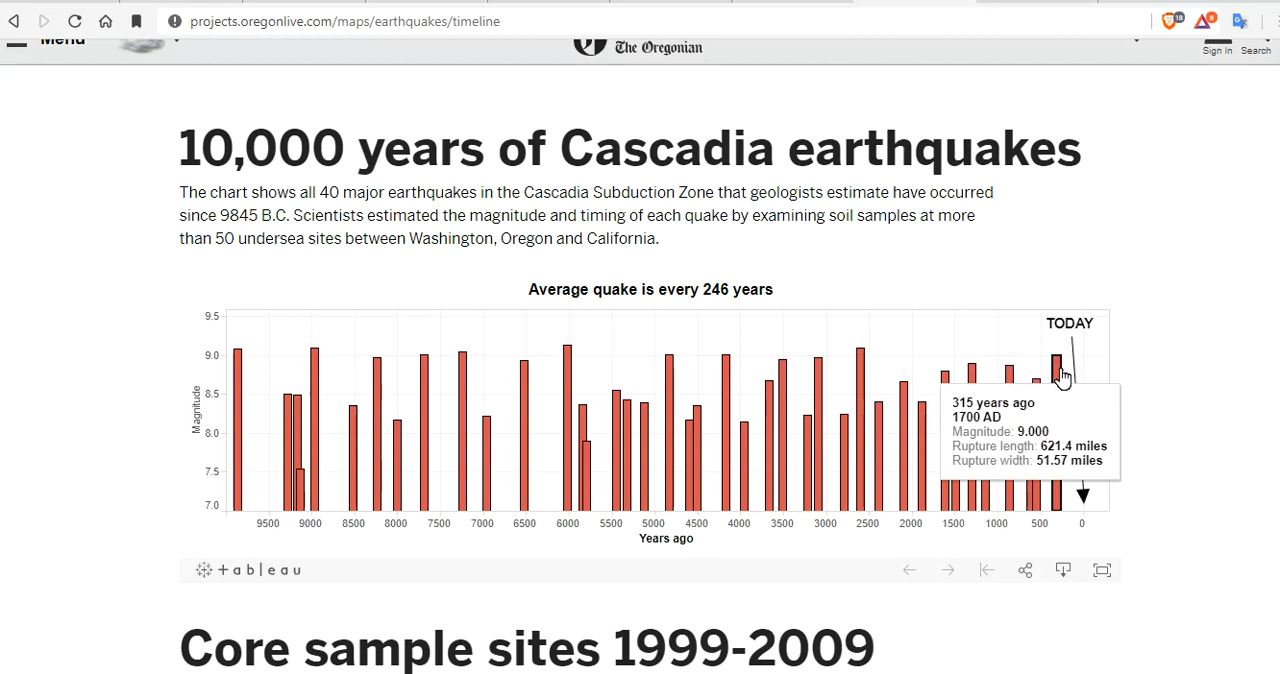 projects.oregonlive.com/maps/earthquakes/timeline
18
8
Menu
The Oregonian
Sign In Search
10,000 years of Cascadia earthquakes
The chart shows all 40 major earthquakes in the Cascadia Subduction Zone that geologists estimate have occurred
since 9845 B.C. Scientists estimated the magnitude and timing of each quake by examining soil samples at more
than 50 undersea sites between Washington, Oregon and California.
Average quake is every 246 years
9.5
9.0
8.5
8.0
7.5
7.0
Magnitude
TODAY
315 years ago
1700 AD
Magnitude: 9.000
Rupture length: 621.4 miles
Rupture width: 51.57 miles
9500 9000 8500 8000 7500 7000 6500 6000 5500 5000 4500 4000 3500 3000 2500 2000 1500 1000 500 0
Years ago
+ a b | e a u
Core sample sites 1999-2009